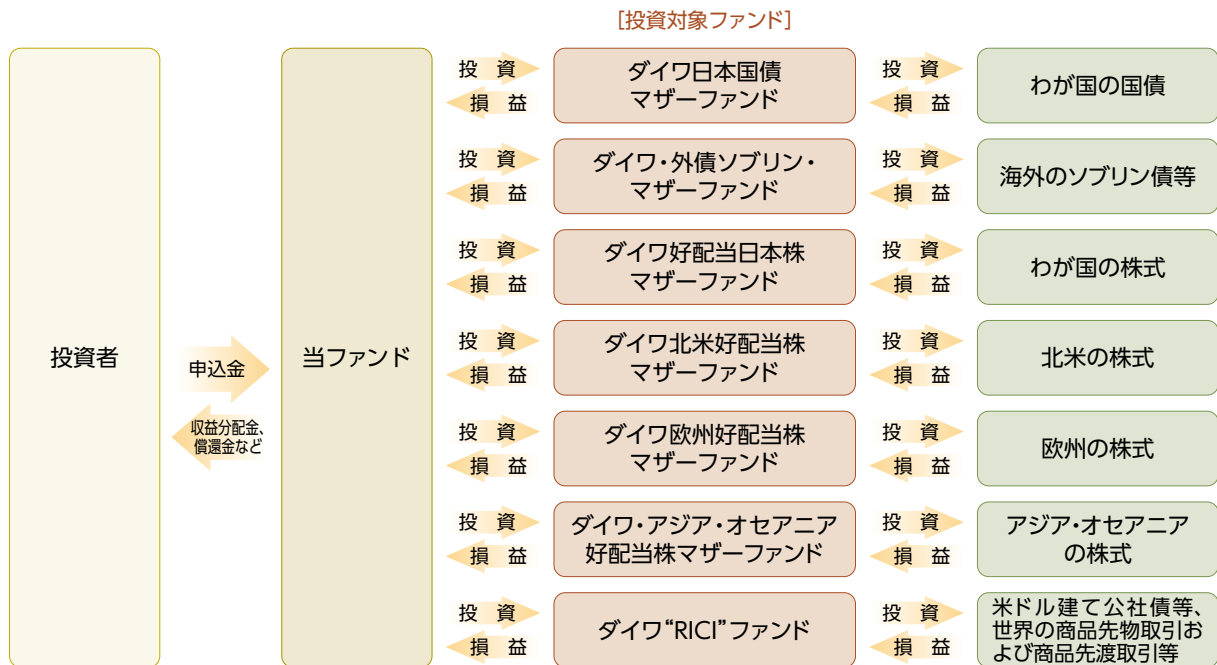 [投資対象ファンド]
投資者
申込金
収益分配金、
償還金など
当ファンド
投 資
損 益
ダイワ日本国債
マザーファンド
投 資
損 益
わが国の国債
投 資
損 益
ダイワ・外債ソブリン・
マザーファンド
投 資
損 益
海外のソブリン債等
投 資
損 益
ダイワ好配当日本株
マザーファンド
投 資
損 益
わが国の株式
投 資
損 益
ダイワ北米好配当株
マザーファンド
投 資
損 益
北米の株式
投 資
損 益
ダイワ欧州好配当株
マザーファンド
投 資
損 益
欧州の株式
投 資
損 益
ダイワ・アジア・オセアニア
好配当株マザーファンド
投 資
損 益
アジア・オセアニア
の株式
投 資
損 益
ダイワ“RICI”ファンド
投 資
損 益
米ドル建て公社債等、
世界の商品先物取引お
よび商品先渡取引等